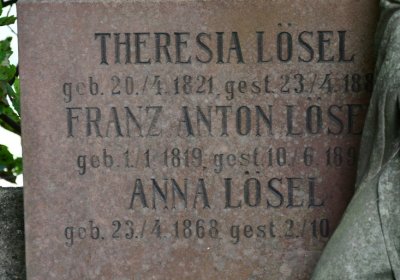 THERESIA LÖSEL
geb. 20./4. 1821, gest. 23./4. 188
FRANZ ANTON LÖSE
geb. 1./1. 1819, gest. 10./6. 189
ANNA LÖSEL
geb. 23./4. 1868, gest. 2./10.